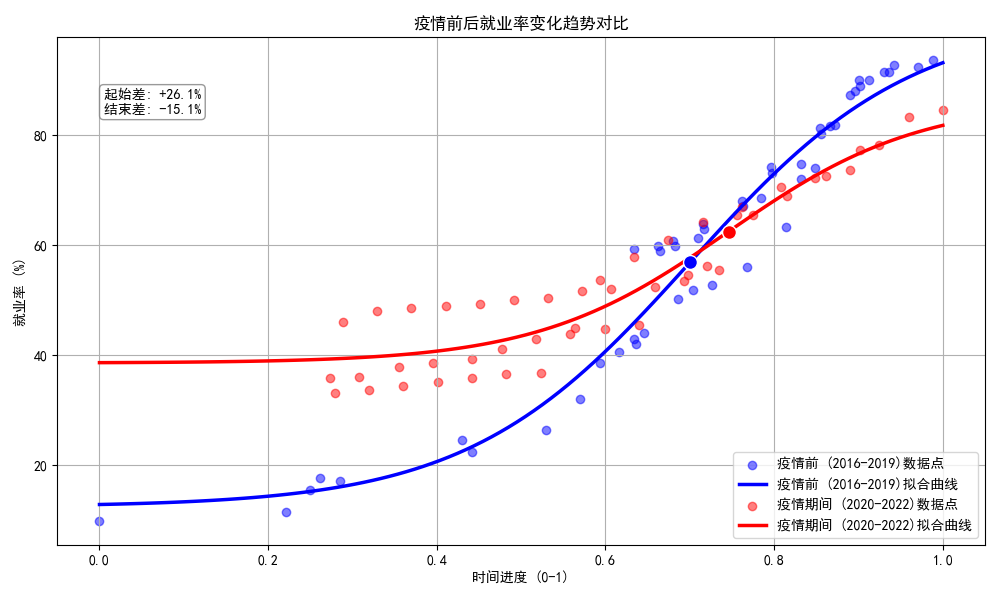 疫情前后就业率变化趋势对比
起始差: +26.1%
结束差: -15.1%
就业率 (%)
80
60
40
20
0.0
0.2
0.4
0.6
0.8
1.0
时间进度 (0-1)
疫情前 (2016-2019)数据点
疫情前 (2016-2019)拟合曲线
疫情期间 (2020-2022)数据点
疫情期间 (2020-2022)拟合曲线